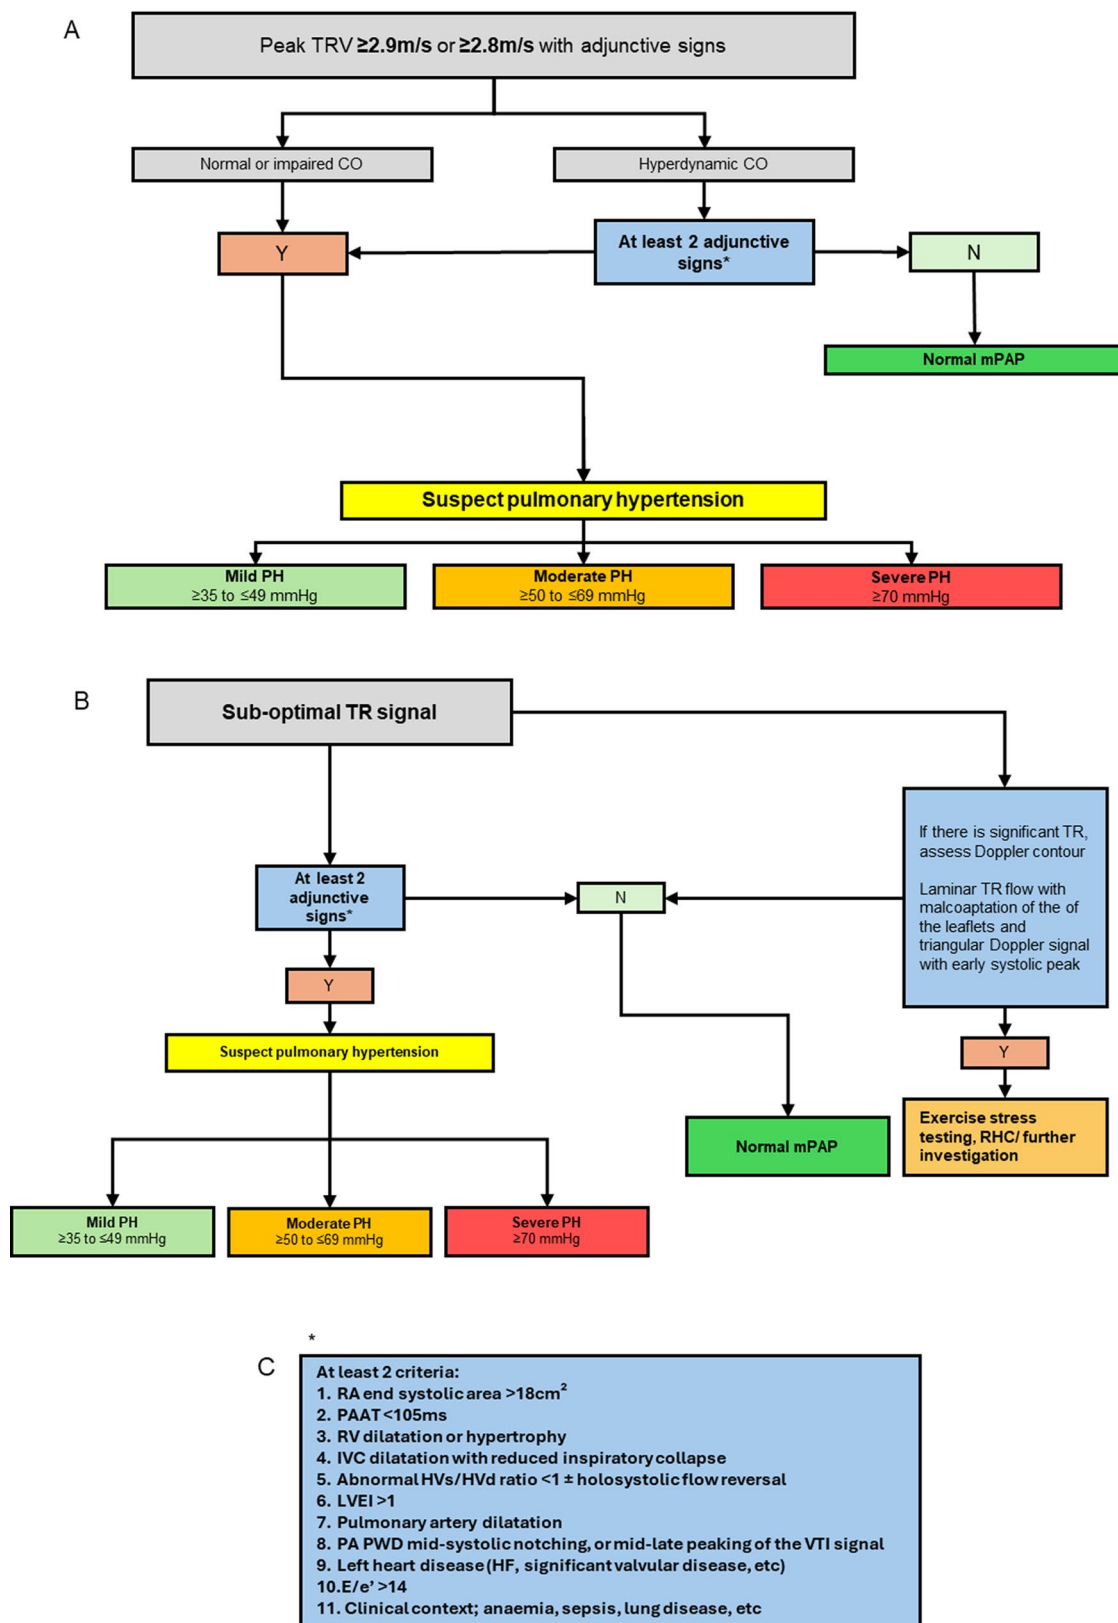 A
Peak TRV ≥2.9m/s or ≥2.8m/s with adjunctive signs
Normal or impaired CO
Hyperdynamic CO
Y
At least 2 adjunctive
signs*
N
Normal mPAP
Suspect pulmonary hypertension
Mild PH
≥35 to ≤49 mmHg
Moderate PH
≥50 to ≤69 mmHg
Severe PH
≥70 mmHg
B
Sub-optimal TR signal
If there is significant TR,
assess Doppler contour
Laminar TR flow with
malcoaptation of the of
the leaflets and
triangular Doppler signal
with early systolic peak
At least 2
adjunctive
signs*
N
Y
Y
Suspect pulmonary hypertension
Exercise stress
testing, RHC/ further
investigation
Normal mPAP
Mild PH
≥35 to ≤49 mmHg
Moderate PH
≥50 to ≤69 mmHg
Severe PH
≥70 mmHg
*
C
At least 2 criteria:
1. RA end systolic area >18cm²
2. PAAT <105ms
3. RV dilatation or hypertrophy
4. IVC dilatation with reduced inspiratory collapse
5. Abnormal HVs/HVd ratio <1 ± holosystolic flow reversal
6. LVEI >1
7. Pulmonary artery dilatation
8. PA PWD mid-systolic notching, or mid-late peaking of the VTI signal
9. Left heart disease (HF, significant valvular disease, etc)
10. E/e' >14
11. Clinical context; anaemia, sepsis, lung disease, etc